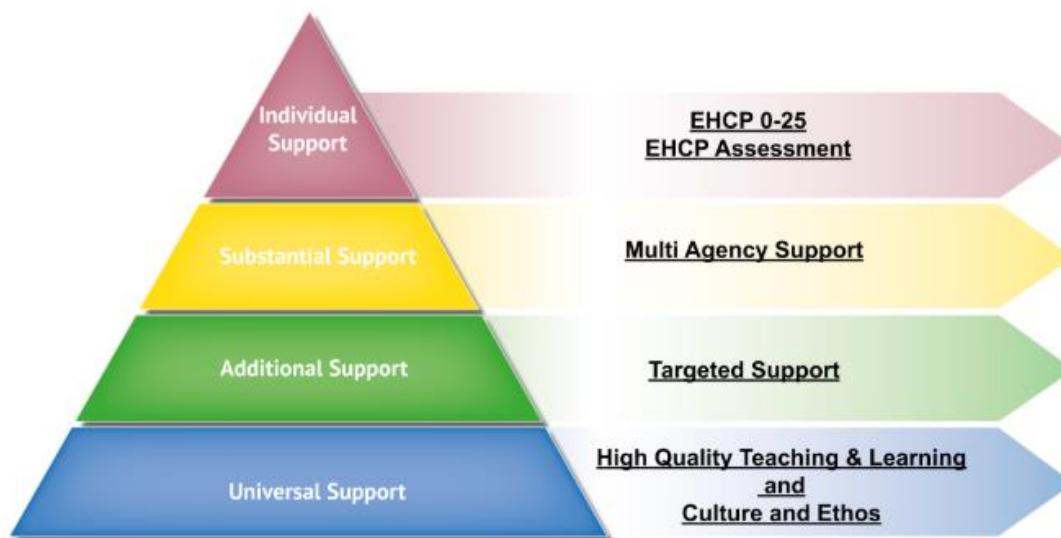 Individual
Support
EHCP 0-25
EHCP Assessment
Substantial Support
Multi Agency Support
Additional Support
Targeted Support
Universal Support
High Quality Teaching & Learning
and
Culture and Ethos